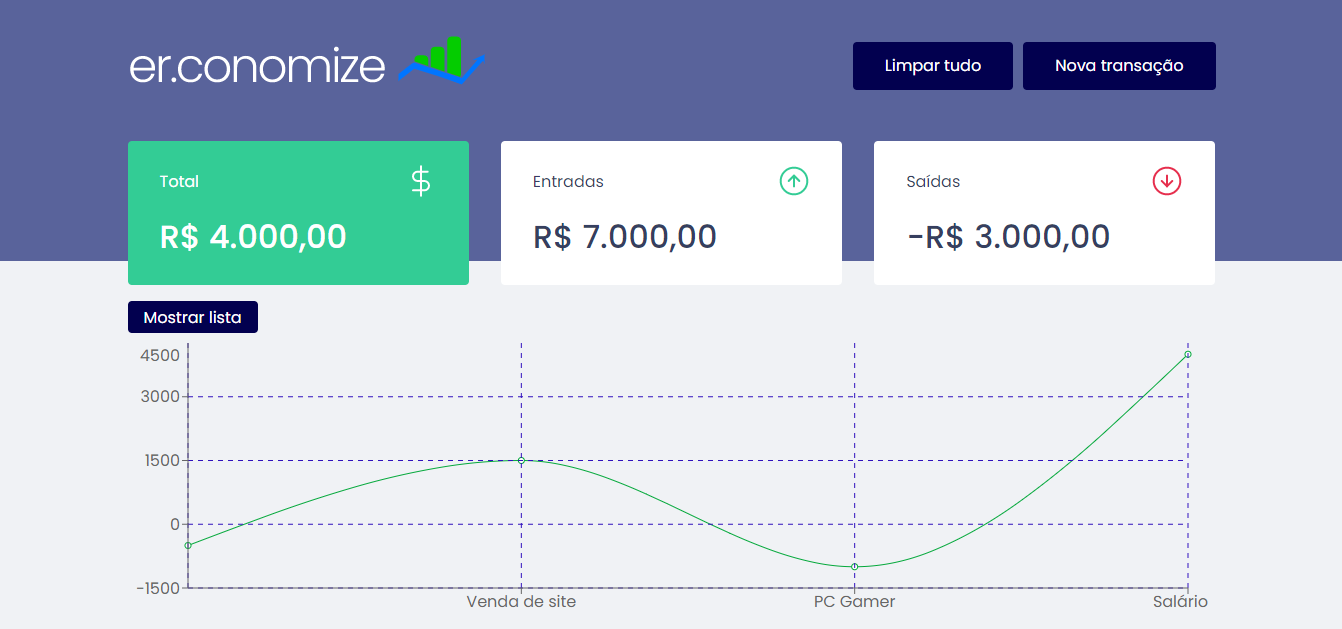 er.conomize
Limpar tudo
Nova transação
Total
$
R$ 4.000,00
Entradas
R$ 7.000,00
Saídas
-R$ 3.000,00
Mostrar lista
4500
3000
1500
0
-1500
Venda de site
PC Gamer
Salário